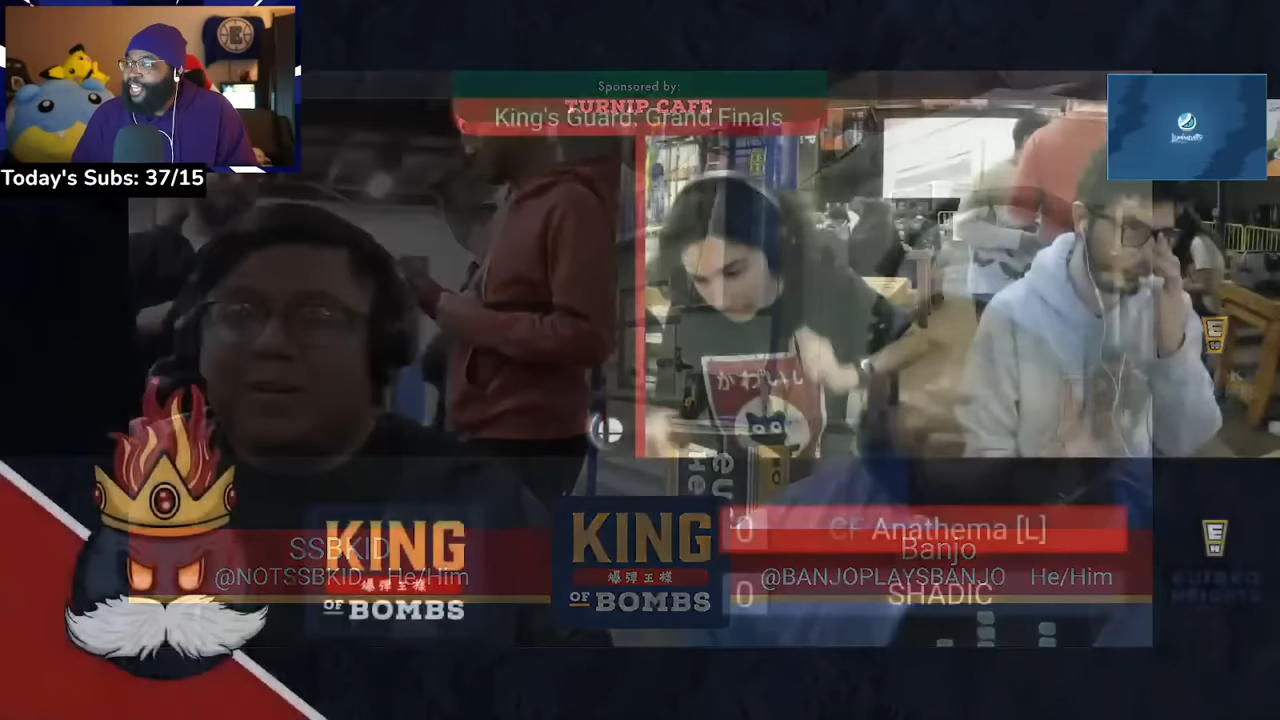 Sponsored by:
TURNIP CAFE
King's Guard: Grand Finals
Today's Subs: 37/15
かわいい
KING
爆弾王様
OF BOMBS
KING
爆弾王様
OF BOMBS
SSBKID
@NOTSSBKID He/Him
0 CF Anathema [L]
Banjo
@BANJOPLAYSBANJO He/Him
0 SHADIC
EUREKA
HEIGHTS